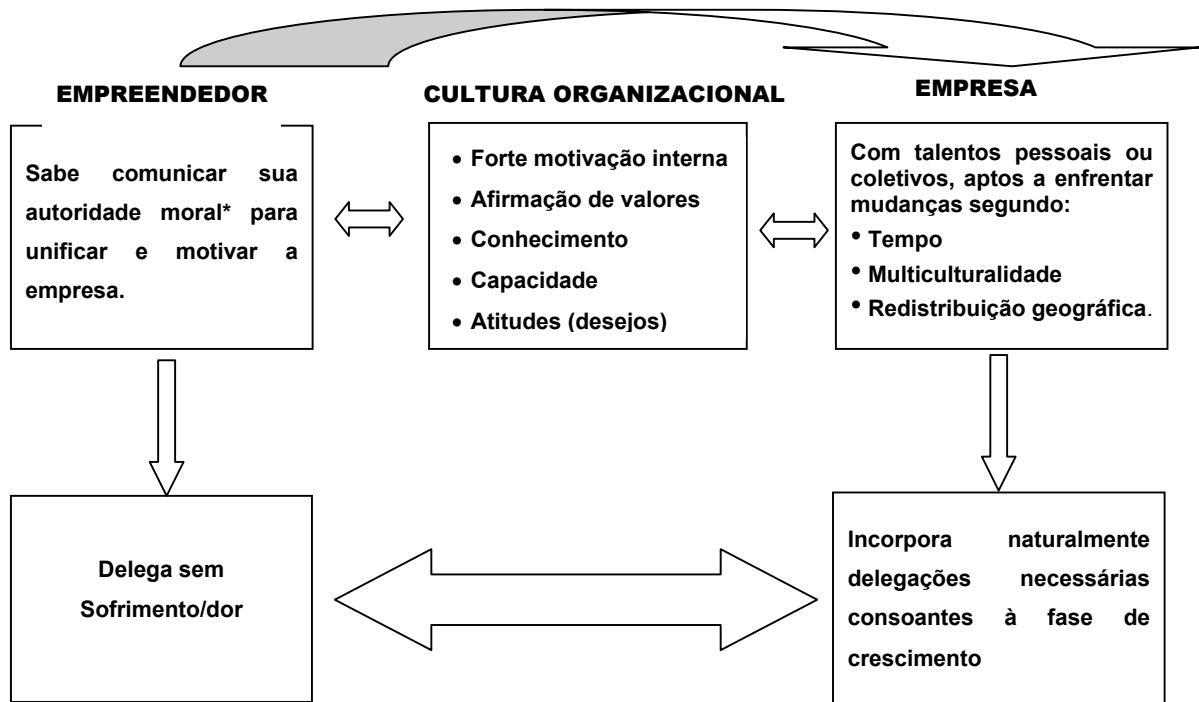 EMPREENDEDOR
Sabe comunicar sua
autoridade moral* para
unificar e motivar a
empresa.
CULTURA ORGANIZACIONAL
• Forte motivação interna
• Afirmação de valores
• Conhecimento
• Capacidade
• Atitudes (desejos)
EMPRESA
Com talentos pessoais ou
coletivos, aptos a enfrentar
mudanças segundo:
• Tempo
• Multiculturalidade
• Redistribuição geográfica.
Delega sem
Sofrimento/dor
Incorpora naturalmente
delegações necessárias
consoantes à fase de
crescimento